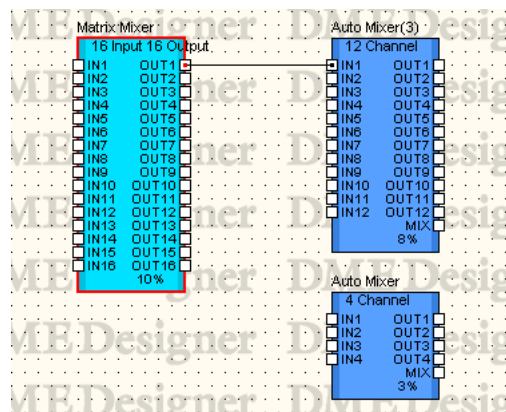 Matrix Mixer
16 Input 16 Output
IN1 OUT1
IN2 OUT2
IN3 OUT3
IN4 OUT4
IN5 OUT5
IN6 OUT6
IN7 OUT7
IN8 OUT8
IN9 OUT9
IN10 OUT10
IN11 OUT11
IN12 OUT12
IN13 OUT13
IN14 OUT14
IN15 OUT15
IN16 OUT16
10%
Auto Mixer(3)
12 Channel
IN1 OUT1
IN2 OUT2
IN3 OUT3
IN4 OUT4
IN5 OUT5
IN6 OUT6
IN7 OUT7
IN8 OUT8
IN9 OUT9
IN10 OUT10
IN11 OUT11
IN12 OUT12
MIX
8%
Auto Mixer
4 Channel
IN1 OUT1
IN2 OUT2
IN3 OUT3
IN4 OUT4
MIX
3%
DME Designer